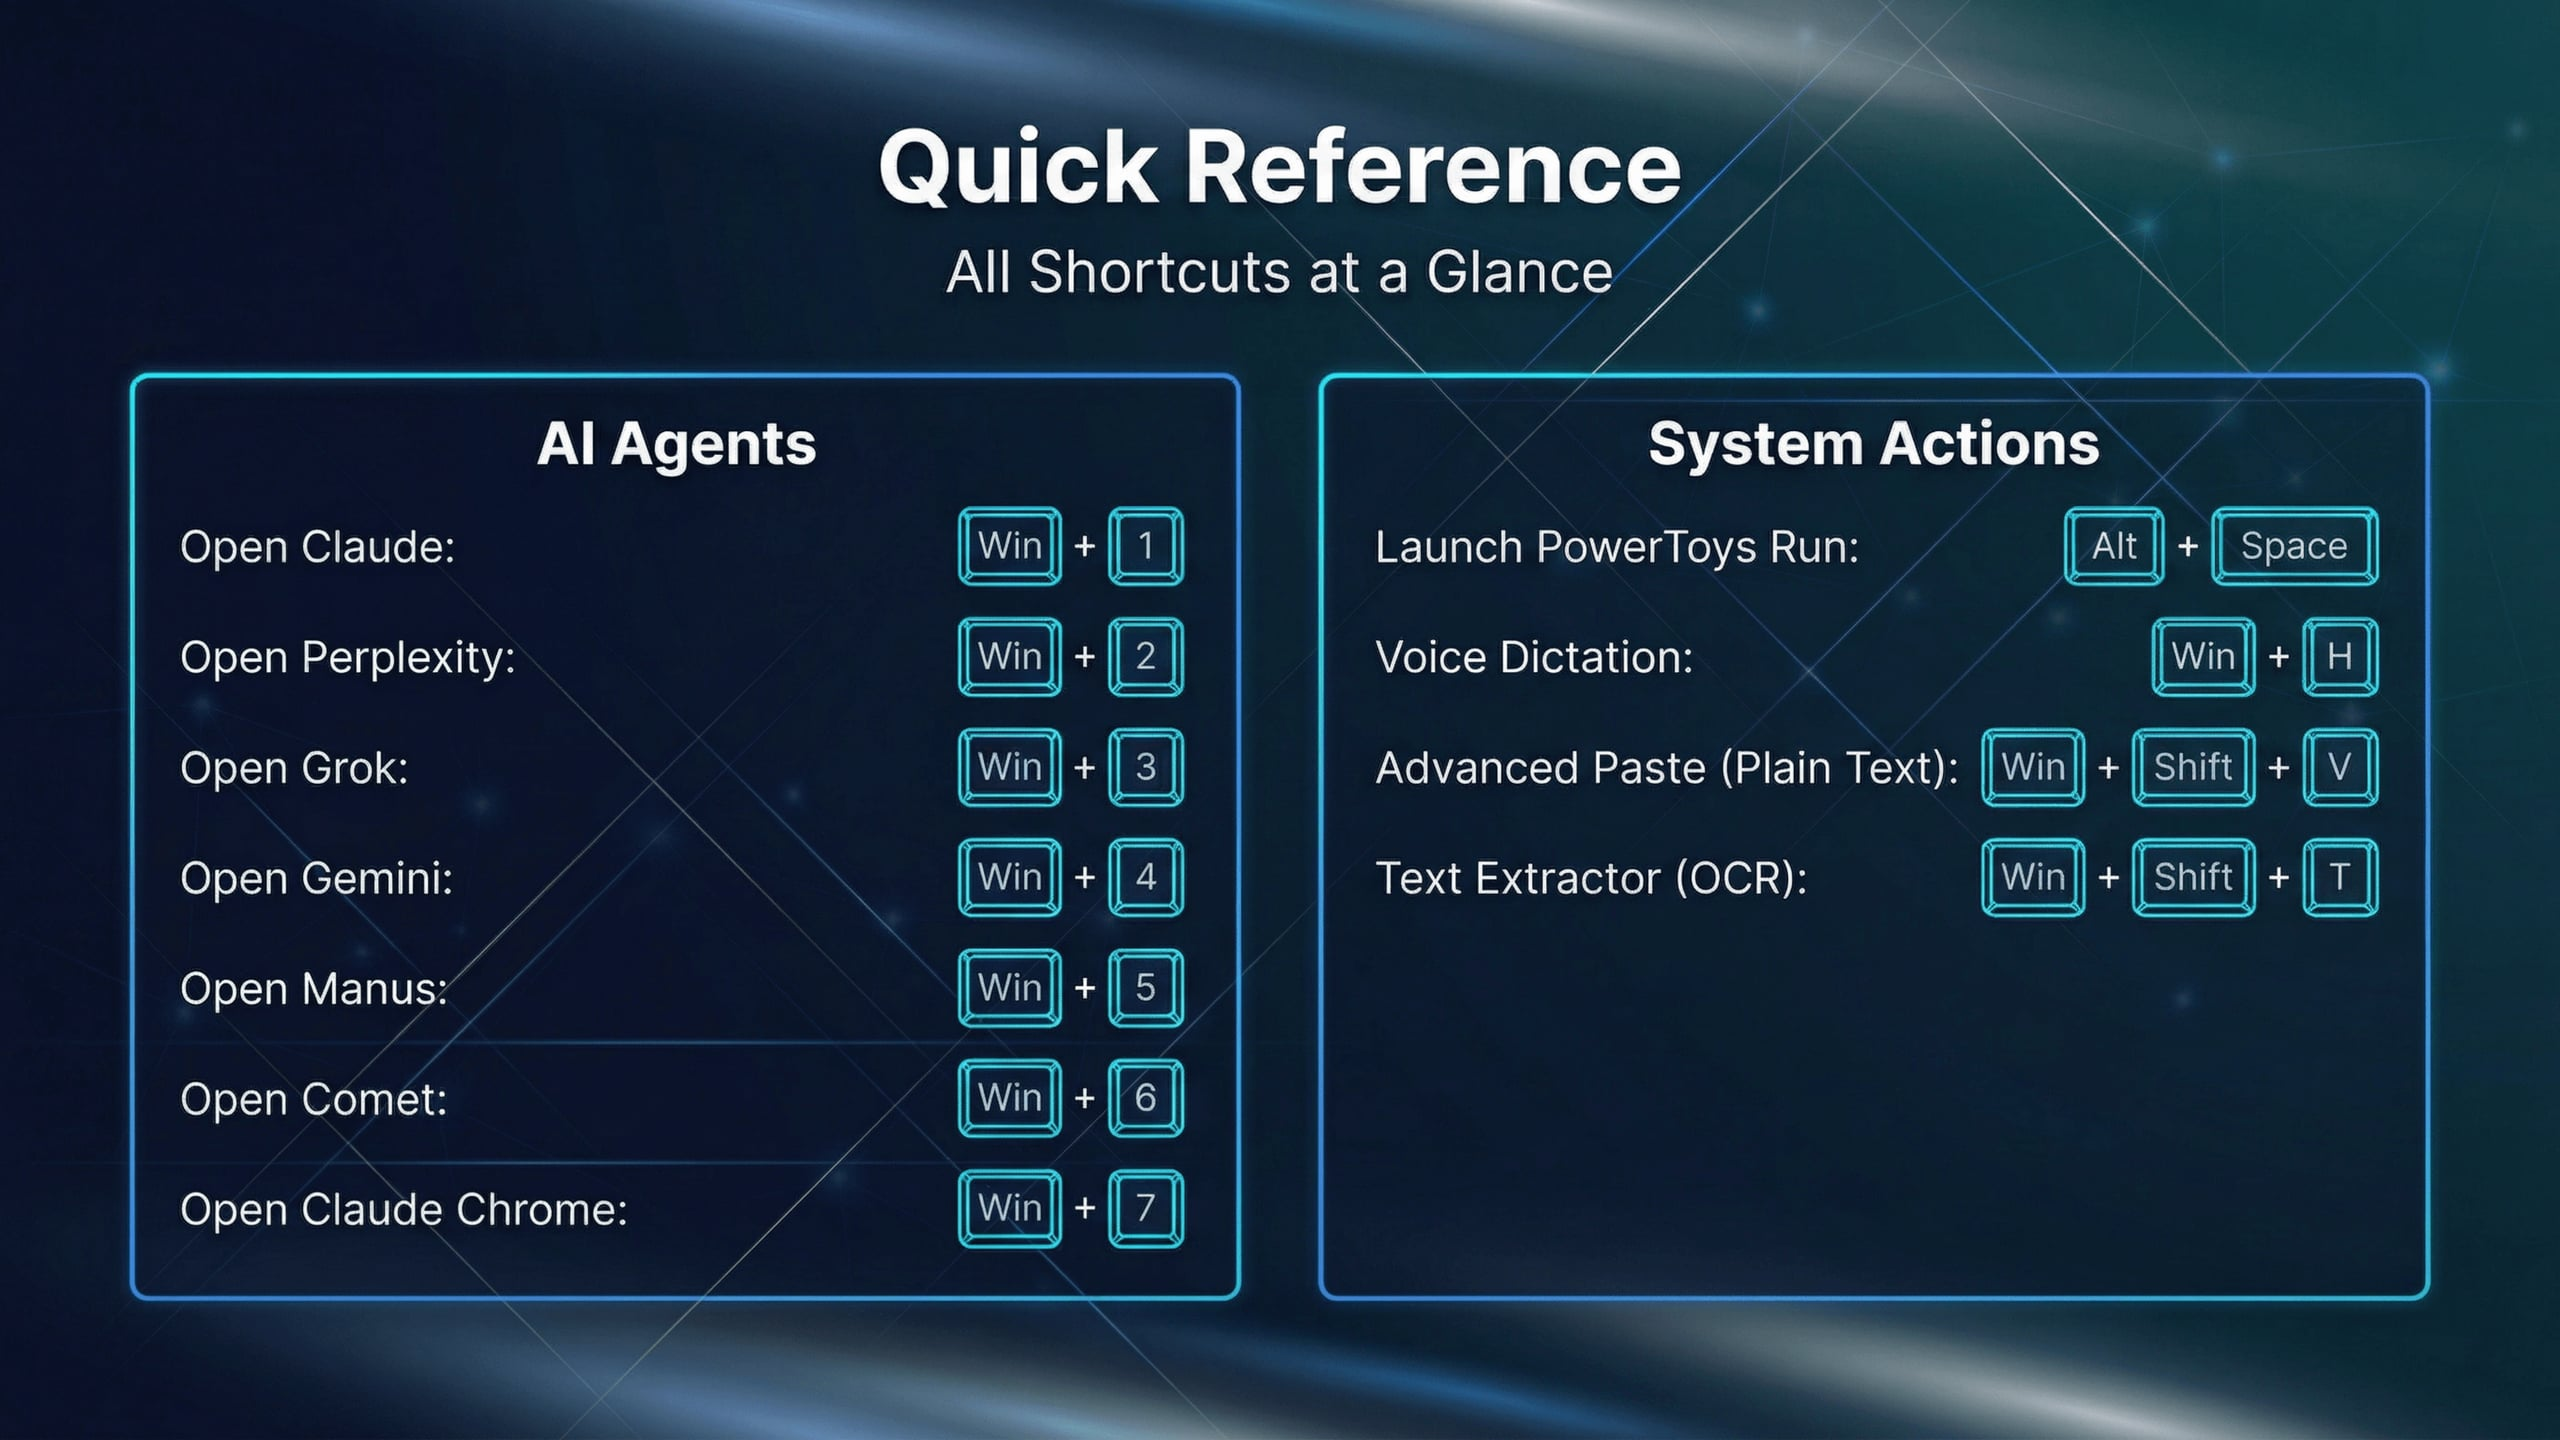 Quick Reference
All Shortcuts at a Glance
AI Agents
Open Claude: Win + 1
Open Perplexity: Win + 2
Open Grok: Win + 3
Open Gemini: Win + 4
Open Manus: Win + 5
Open Comet: Win + 6
Open Claude Chrome: Win + 7
System Actions
Launch PowerToys Run: Alt + Space
Voice Dictation: Win + H
Advanced Paste (Plain Text): Win + Shift + V
Text Extractor (OCR): Win + Shift + T